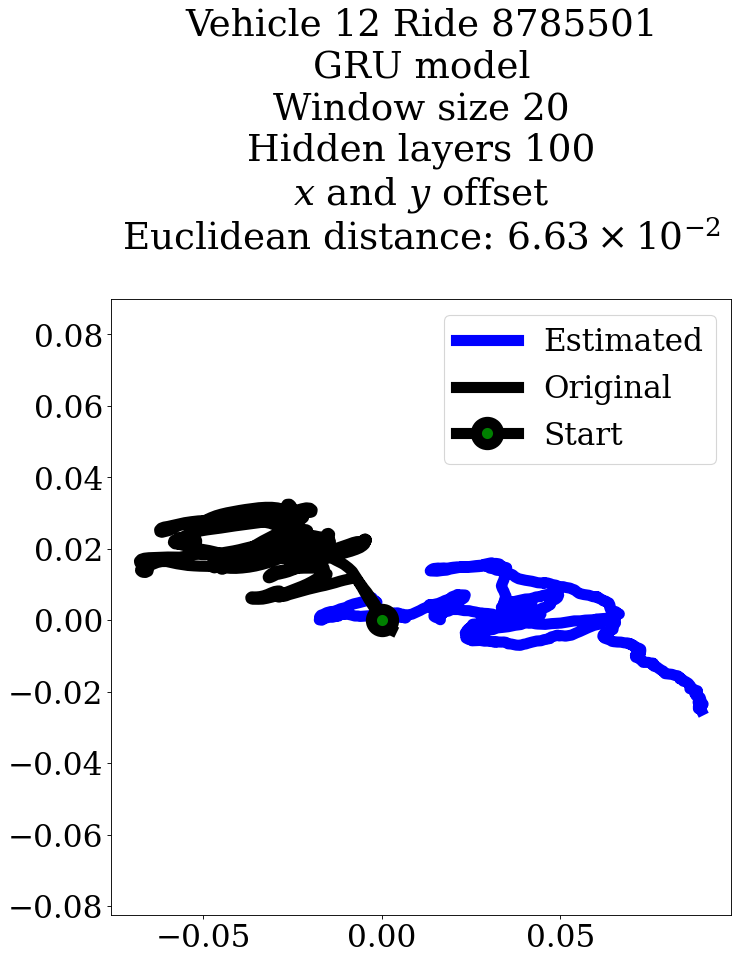 Vehicle 12 Ride 8785501
GRU model
Window size 20
Hidden layers 100
x and y offset
Euclidean distance: 6.63 × 10⁻²
Estimated
Original
Start
0.08
0.06
0.04
0.02
0.00
−0.02
−0.04
−0.06
−0.08
−0.05 0.00 0.05